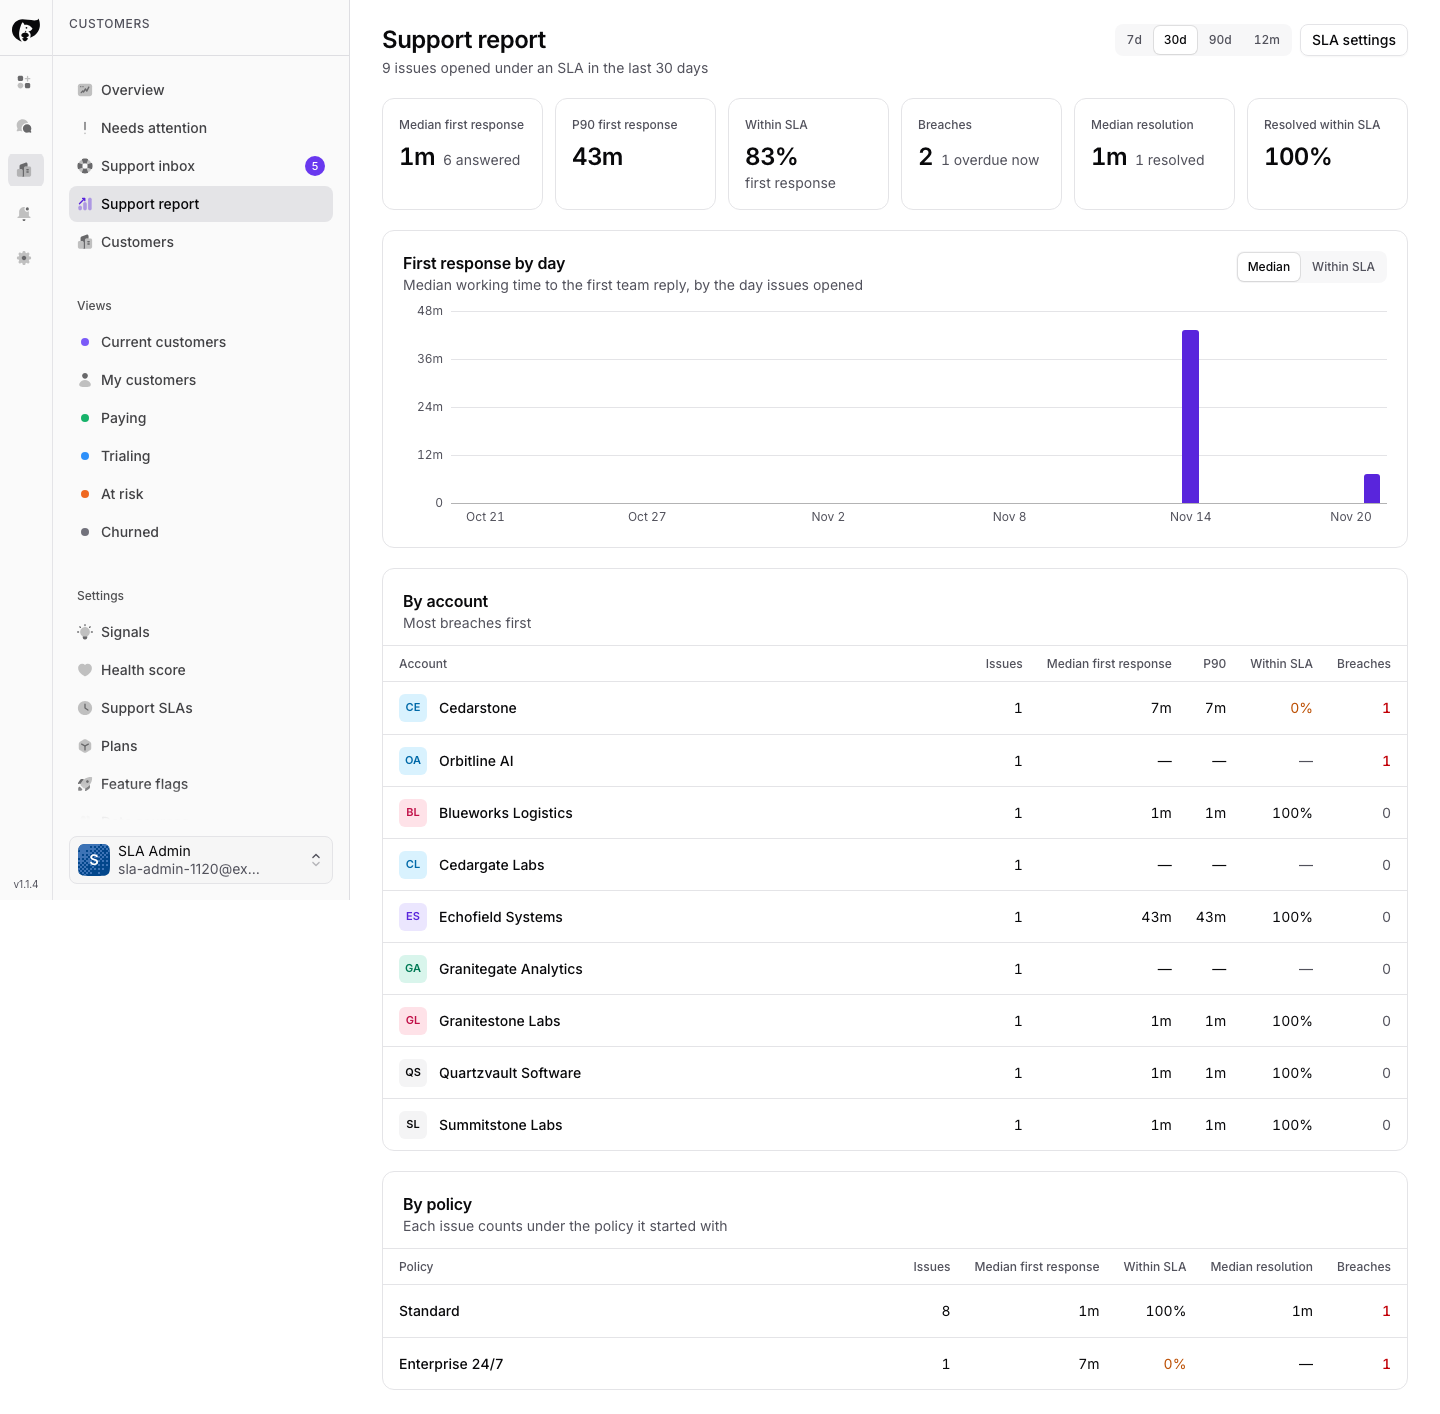 CUSTOMERS
Overview
Needs attention
Support inbox 5
Support report
Customers
Views
Current customers
My customers
Paying
Trialing
At risk
Churned
Settings
Signals
Health score
Support SLAs
Plans
Feature flags
S
SLA Admin
sla-admin-1120@ex...
v1.1.4
Support report
9 issues opened under an SLA in the last 30 days
7d 30d 90d 12m SLA settings
Median first response
1m 6 answered
P90 first response
43m
Within SLA
83%
first response
Breaches
2 1 overdue now
Median resolution
1m 1 resolved
Resolved within SLA
100%
First response by day
Median working time to the first team reply, by the day issues opened
Median Within SLA
48m
36m
24m
12m
0
Oct 21 Oct 27 Nov 2 Nov 8 Nov 14 Nov 20
By account
Most breaches first
Account Issues Median first response P90 Within SLA Breaches
CE Cedarstone 1 7m 7m 0% 1
OA Orbitline AI 1 — — — 1
BL Blueworks Logistics 1 1m 1m 100% 0
CL Cedargate Labs 1 — — — 0
ES Echofield Systems 1 43m 43m 100% 0
GA Granitegate Analytics 1 — — — 0
GL Granitestone Labs 1 1m 1m 100% 0
QS Quartzvault Software 1 1m 1m 100% 0
SL Summitstone Labs 1 1m 1m 100% 0
By policy
Each issue counts under the policy it started with
Policy Issues Median first response Within SLA Median resolution Breaches
Standard 8 1m 100% 1m 1
Enterprise 24/7 1 7m 0% — 1